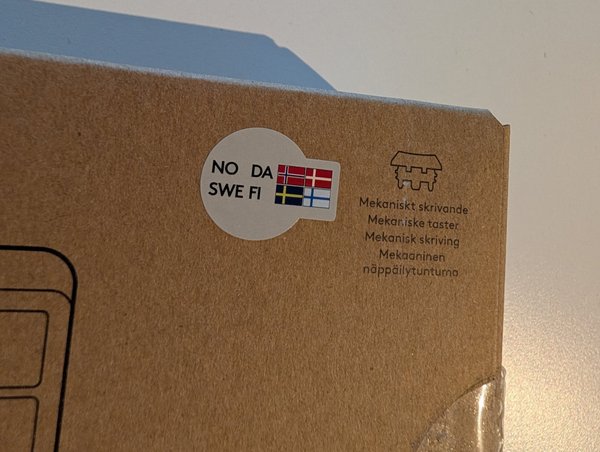 NO DA
SWE FI
Mekaniskt skrivande
Mekaniske taster
Mekanisk skriving
Mekaaninen
näppäilytuntuma